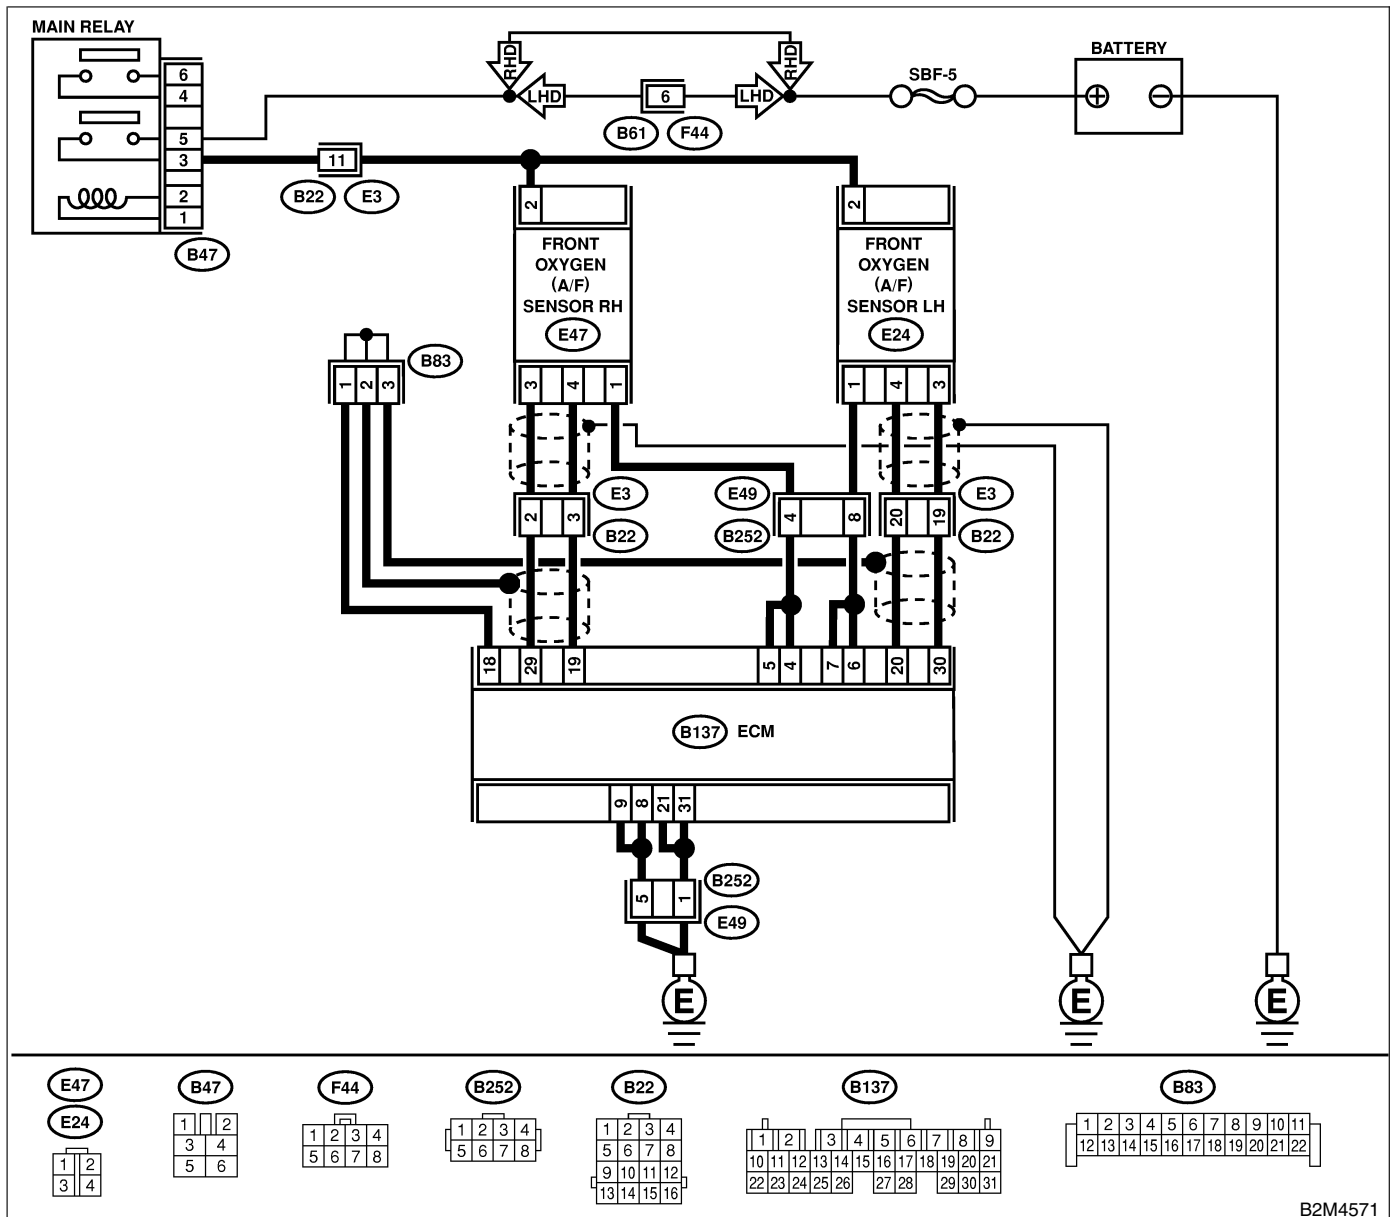 MAIN RELAY
6
4
5
3
2
1
B47
RHD
RHD
LHD
6
LHD
B61
F44
SBF-5
BATTERY
+
−
11
B22
E3
2
FRONT
OXYGEN
(A/F)
SENSOR RH
E47
3
4
1
2
FRONT
OXYGEN
(A/F)
SENSOR LH
E24
1
4
3
B83
1
2
3
E3
2
3
B22
E49
4
8
B252
E3
20
19
B22
18
29
19
5
4
7
6
20
30
B137 ECM
9
8
21
31
B252
5
1
E49
E
E
E
E47
E24
1 2
3 4
B47
1 2
3 4
5 6
F44
1 2 3 4
5 6 7 8
B252
1 2 3 4
5 6 7 8
B22
1 2 3 4
5 6 7 8
9 10 11 12
13 14 15 16
B137
1 2 3 4 5 6 7 8 9
10 11 12 13 14 15 16 17 18 19 20 21
22 23 24 25 26 27 28 29 30 31
B83
1 2 3 4 5 6 7 8 9 10 11
12 13 14 15 16 17 18 19 20 21 22
B2M4571